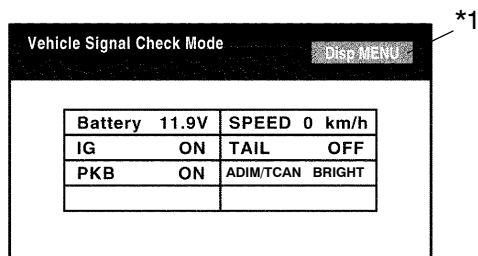 *1
Vehicle Signal Check Mode Disp MENU
Battery 11.9V SPEED 0 km/h
IG ON TAIL OFF
PKB ON ADIM/TCAN BRIGHT